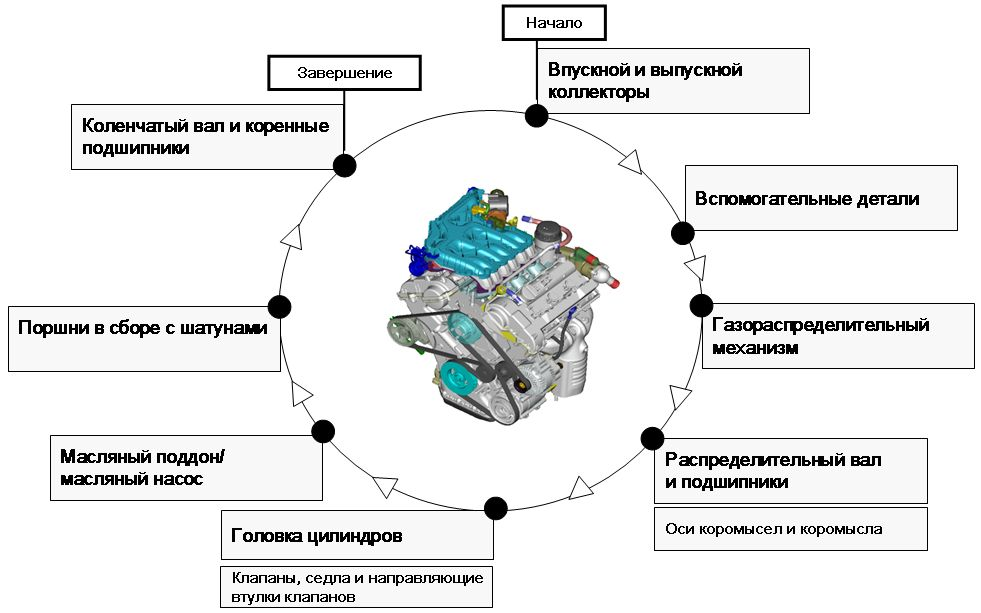 Начало
Впускной и выпускной
коллекторы
Вспомогательные детали
Газораспределительный
механизм
Распределительный вал
и подшипники
Оси коромысел и коромысла
Головка цилиндров
Клапаны, седла и направляющие
втулки клапанов
Масляный поддон/
масляный насос
Поршни в сборе с шатунами
Коленчатый вал и коренные
подшипники
Завершение